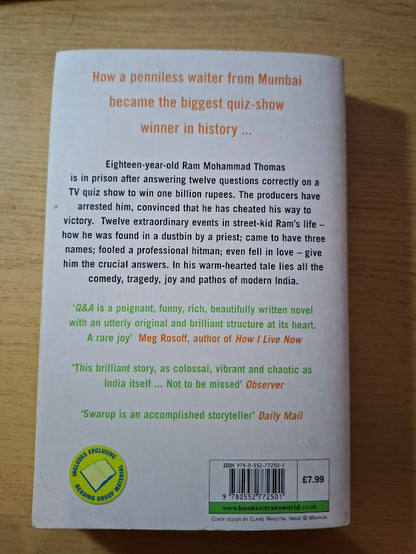 How a penniless waiter from Mumbai
became the biggest quiz-show
winner in history ...
Eighteen-year-old Ram Mohammad Thomas
is in prison after answering twelve questions correctly on a
TV quiz show to win one billion rupees. The producers have
arrested him, convinced that he has cheated his way to
victory. Twelve extraordinary events in street-kid Ram's life –
how he was found in a dustbin by a priest; came to have three
names; fooled a professional hitman; even fell in love – give
him the crucial answers. In his warm-hearted tale lies all the
comedy, tragedy, joy and pathos of modern India.
'Q&A is a poignant, funny, rich, beautifully written novel
with an utterly original and brilliant structure at its heart.
A rare joy' Meg Rosoff, author of How I Live Now
'This brilliant story, as colossal, vibrant and chaotic as
India itself ... Not to be missed' Observer
'Swarup is an accomplished storyteller' Daily Mail
INCLUDES EXCLUSIVE
READING GROUP MATERIAL
ISBN 978-0-552-77250-1
9 780552 772501
£7.99
www.booksattransworld.co.uk
COVER DESIGN BY CLAIRE WARD/TW. IMAGE © MAGNUM